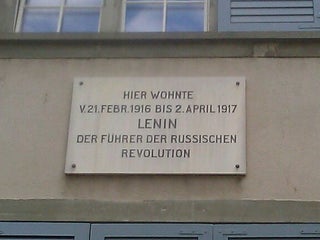 HIER WOHNTE
V. 21. FEBR. 1916 BIS 2. APRIL 1917
LENIN
DER FÜHRER DER RUSSISCHEN
REVOLUTION